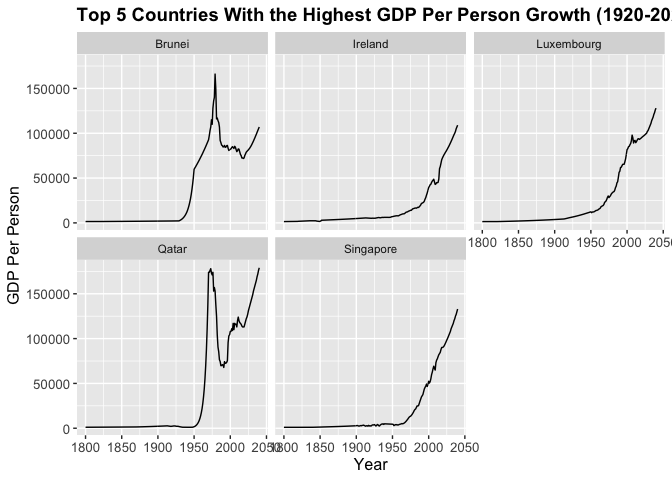 Top 5 Countries With the Highest GDP Per Person Growth (1920-20
Brunei Ireland Luxembourg
150000
100000
50000
0
1800 1850 1900 1950 2000 2050
Qatar Singapore
150000
100000
50000
0
1800 1850 1900 1950 2000 2050 1800 1850 1900 1950 2000 2050
Year
GDP Per Person